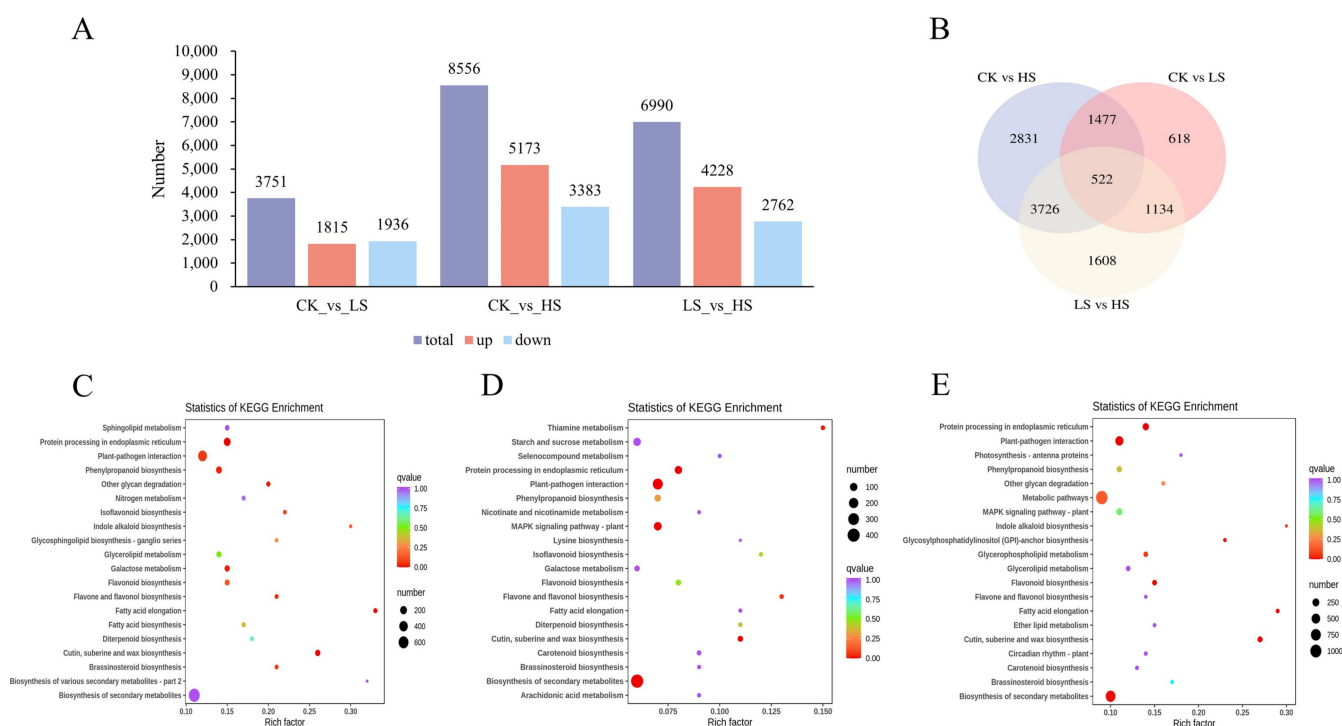 A
10,000
9,000
8,000
7,000
6,000
5,000
4,000
3,000
2,000
1,000
0
Number
3751
1815
1936
8556
5173
3383
6990
4228
2762
CK_vs_LS
CK_vs_HS
LS_vs_HS
total
up
down
B
CK vs HS
CK vs LS
2831
1477
618
522
3726
1134
1608
LS vs HS
C
Statistics of KEGG Enrichment
Sphingolipid metabolism
Protein processing in endoplasmic reticulum
Plant-pathogen interaction
Phenylpropanoid biosynthesis
Other glycan degradation
Nitrogen metabolism
Isoflavonoid biosynthesis
Indole alkaloid biosynthesis
Glycosphingolipid biosynthesis - ganglio series
Glycerolipid metabolism
Galactose metabolism
Flavonoid biosynthesis
Flavone and flavonol biosynthesis
Fatty acid elongation
Fatty acid biosynthesis
Diterpenoid biosynthesis
Cutin, suberine and wax biosynthesis
Brassinosteroid biosynthesis
Biosynthesis of various secondary metabolites - part 2
Biosynthesis of secondary metabolites
0.10
0.15
0.20
0.25
0.30
Rich factor
qvalue
1.00
0.75
0.50
0.25
0.00
number
200
400
600
D
Statistics of KEGG Enrichment
Thiamine metabolism
Starch and sucrose metabolism
Selenocompound metabolism
Protein processing in endoplasmic reticulum
Plant-pathogen interaction
Phenylpropanoid biosynthesis
Nicotinate and nicotinamide metabolism
MAPK signaling pathway - plant
Lysine biosynthesis
Isoflavonoid biosynthesis
Galactose metabolism
Flavonoid biosynthesis
Flavone and flavonol biosynthesis
Fatty acid elongation
Diterpenoid biosynthesis
Cutin, suberine and wax biosynthesis
Carotenoid biosynthesis
Brassinosteroid biosynthesis
Biosynthesis of secondary metabolites
Arachidonic acid metabolism
0.075
0.100
0.125
0.150
Rich factor
number
100
200
300
400
qvalue
1.00
0.75
0.50
0.25
0.00
E
Statistics of KEGG Enrichment
Protein processing in endoplasmic reticulum
Plant-pathogen interaction
Photosynthesis - antenna proteins
Phenylpropanoid biosynthesis
Other glycan degradation
Metabolic pathways
MAPK signaling pathway - plant
Indole alkaloid biosynthesis
Glycosylphosphatidylinositol (GPI)-anchor biosynthesis
Glycerophospholipid metabolism
Glycerolipid metabolism
Flavonoid biosynthesis
Flavone and flavonol biosynthesis
Fatty acid elongation
Ether lipid metabolism
Cutin, suberine and wax biosynthesis
Circadian rhythm - plant
Carotenoid biosynthesis
Brassinosteroid biosynthesis
Biosynthesis of secondary metabolites
0.10
0.15
0.20
0.25
0.30
Rich factor
qvalue
1.00
0.75
0.50
0.25
0.00
number
250
500
750
1000